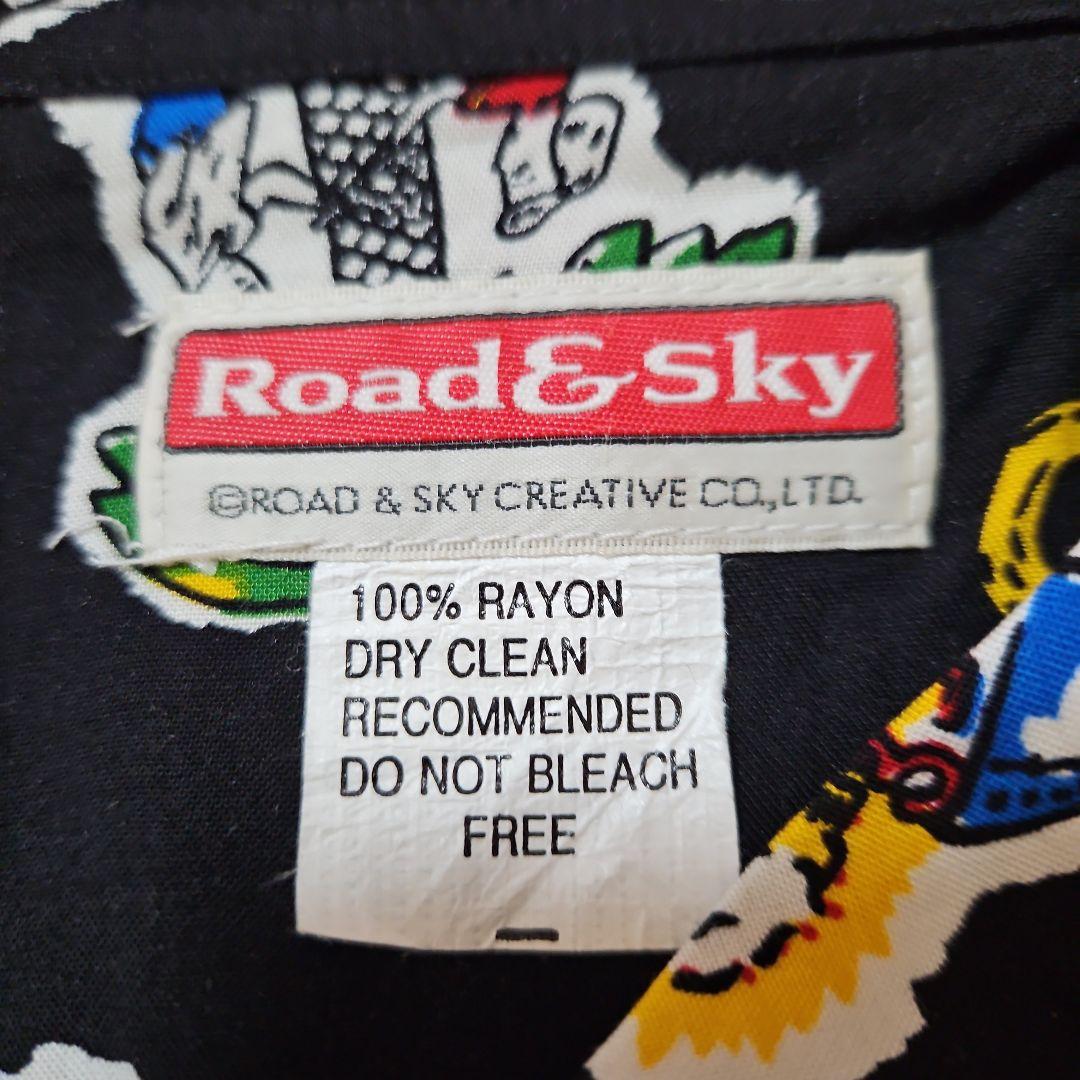 Road&Sky
©ROAD & SKY CREATIVE CO.,LTD.
100% RAYON
DRY CLEAN
RECOMMENDED
DO NOT BLEACH
FREE